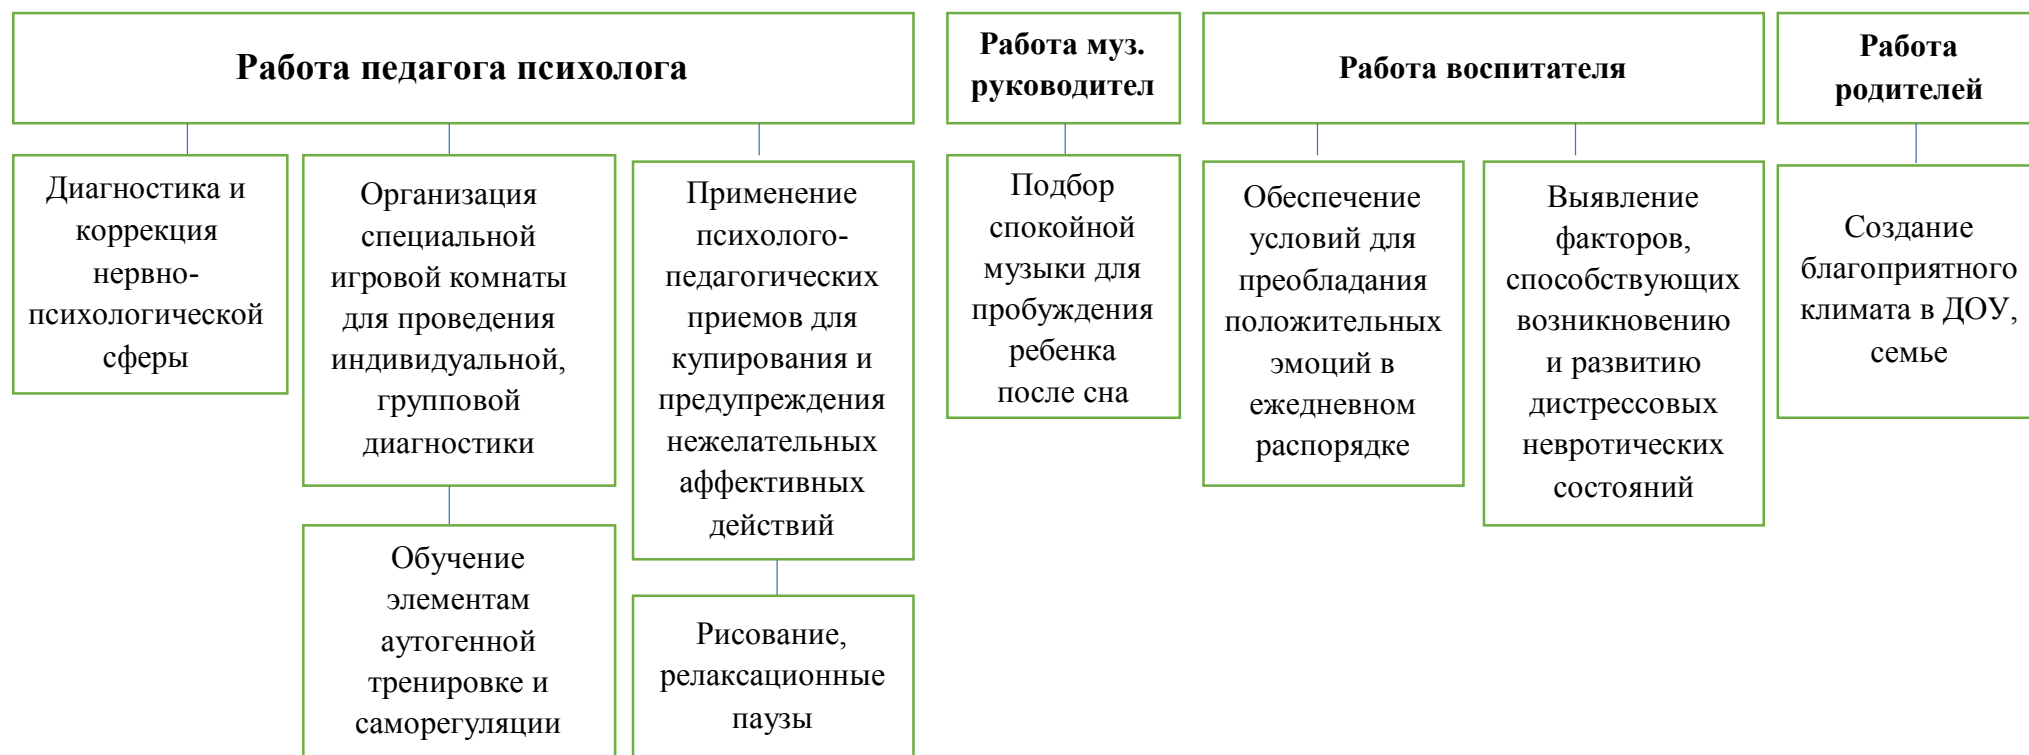 Работа педагога психолога
Работа муз.
руководител
Работа воспитателя
Работа
родителей
Диагностика и
коррекция
нервно-
психологической
сферы
Организация
специальной
игровой комнаты
для проведения
индивидуальной,
групповой
диагностики
Применение
психолого-
педагогических
приемов для
купирования и
предупреждения
нежелательных
аффективных
действий
Подбор
спокойной
музыки для
пробуждения
ребенка
после сна
Обеспечение
условий для
преобладания
положительных
эмоций в
ежедневном
распорядке
Выявление
факторов,
способствующих
возникновению
и развитию
дистрессовых
невротических
состояний
Создание
благоприятного
климата в ДОУ,
семье
Обучение
элементам
аутогенной
тренировке и
саморегуляции
Рисование,
релаксационные
паузы